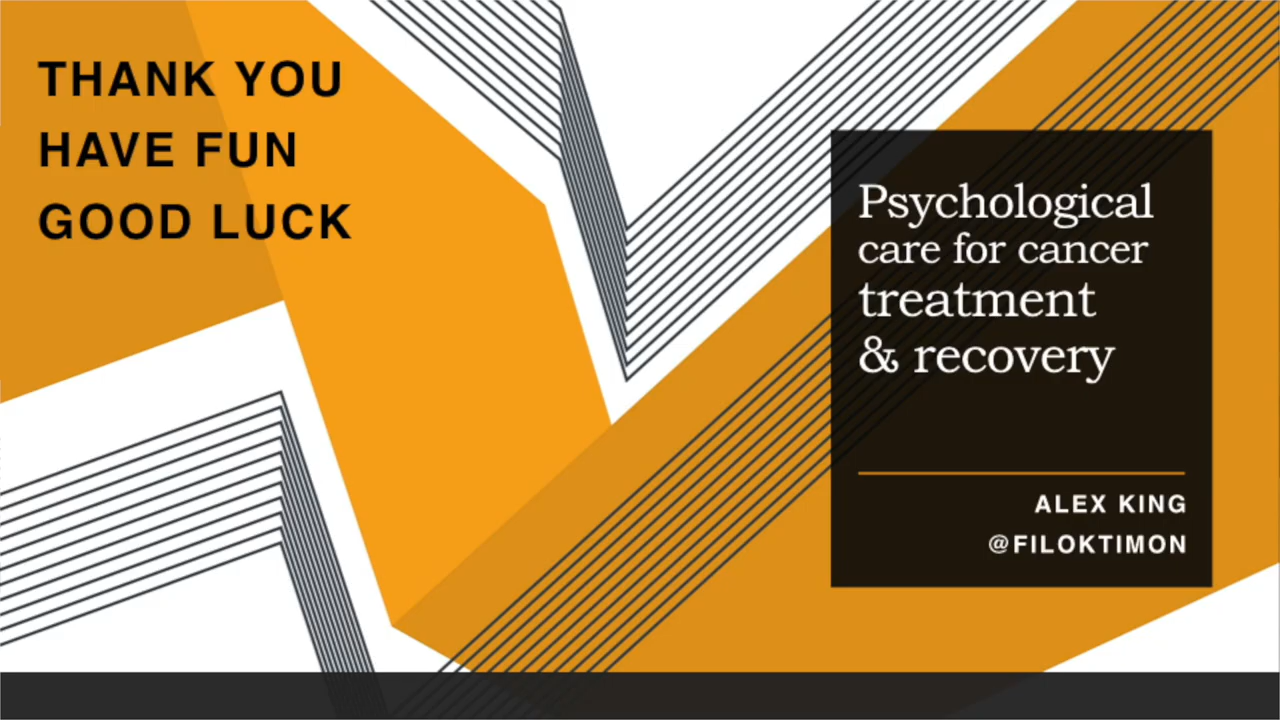 THANK YOU
HAVE FUN
GOOD LUCK
Psychological
care for cancer
treatment
& recovery
ALEX KING
@FILOKTIMON